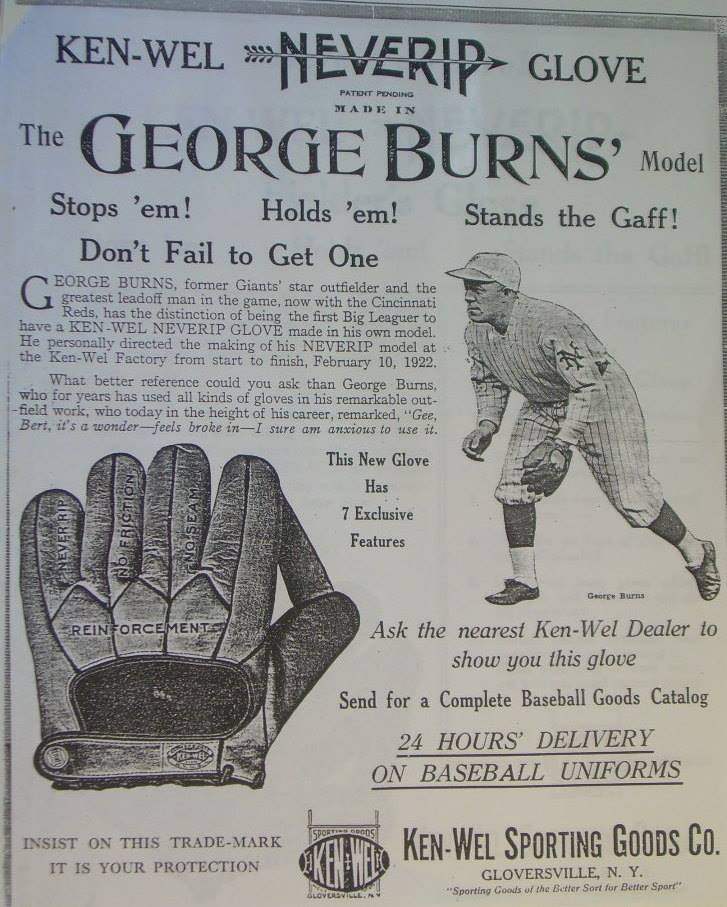 KEN-WEL NEVERIP GLOVE
PATENT PENDING
MADE IN
The GEORGE BURNS' Model
Stops 'em! Holds 'em! Stands the Gaff!
Don't Fail to Get One
GEORGE BURNS, former Giants' star outfielder and the
greatest leadoff man in the game, now with the Cincinnati
Reds, has the distinction of being the first Big Leaguer to
have a KEN-WEL NEVERIP GLOVE made in his own model.
He personally directed the making of his NEVERIP model at
the Ken-Wel Factory from start to finish, February 10, 1922.
What better reference could you ask than George Burns,
who for years has used all kinds of gloves in his remarkable out-
field work, who today in the height of his career, remarked, "Gee,
Bert, it's a wonder—feels broke in—I sure am anxious to use it.
This New Glove
Has
7 Exclusive
Features
NEVERRIP
NO FRICTION
NO SEAM
REINFORCEMENT
NY
George Burns
Ask the nearest Ken-Wel Dealer to
show you this glove
Send for a Complete Baseball Goods Catalog
24 HOURS' DELIVERY
ON BASEBALL UNIFORMS
KEN-WEL
INSIST ON THIS TRADE-MARK
IT IS YOUR PROTECTION
SPORTING GOODS
KEN-WEL
GLOVERSVILLE, N.Y.
KEN-WEL SPORTING GOODS CO.
GLOVERSVILLE, N. Y.
"Sporting Goods of the Better Sort for Better Sport"